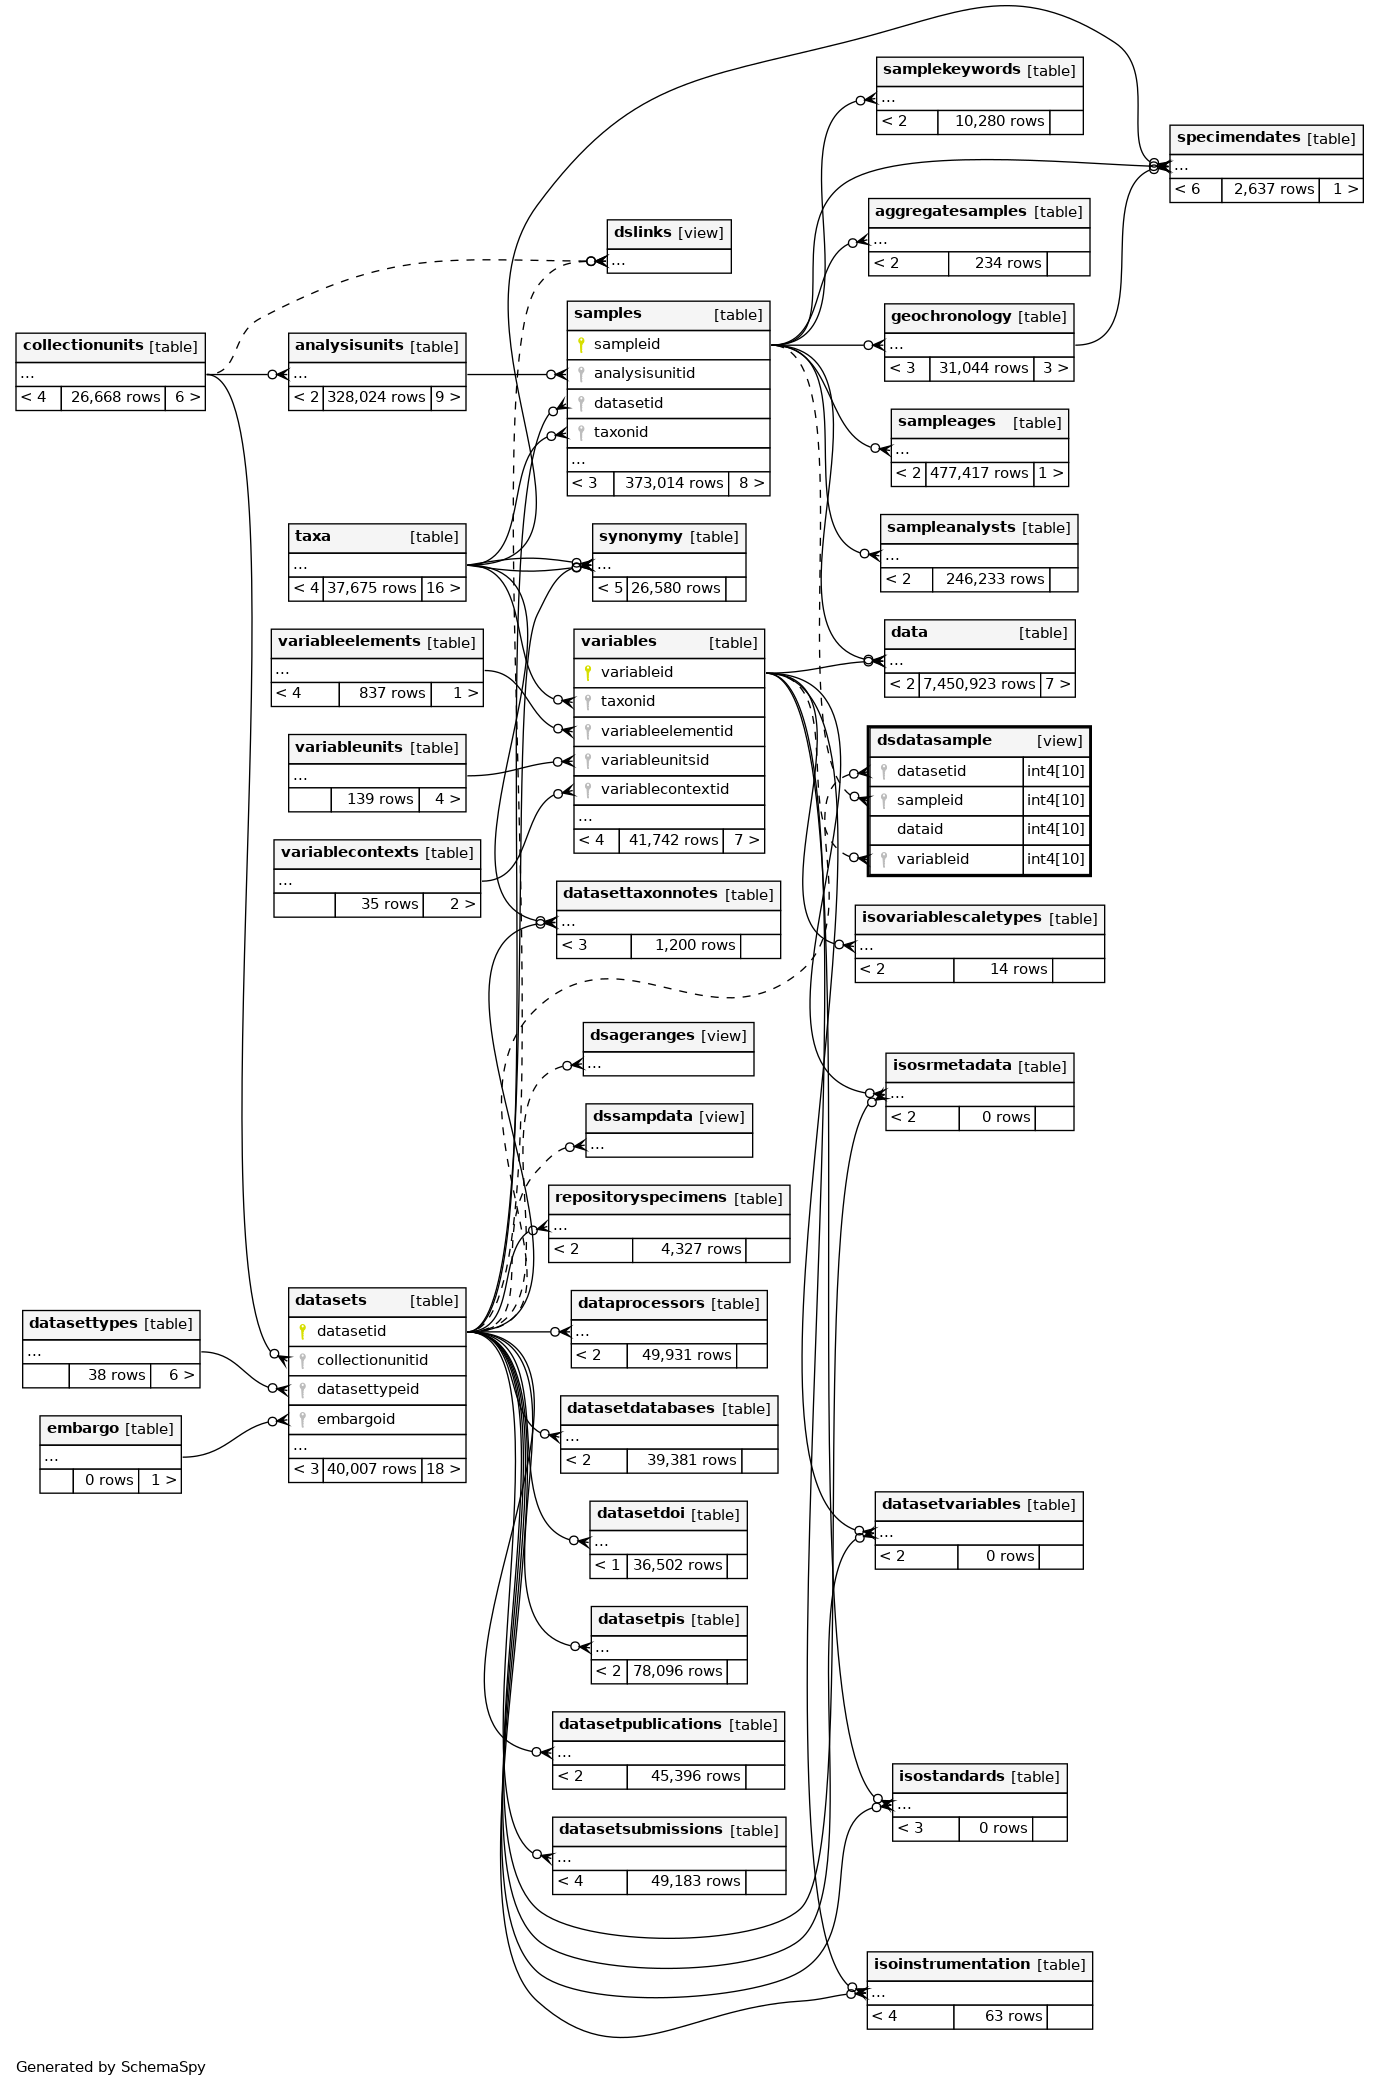 samplekeywords [table]
...
< 2 10,280 rows
specimendates [table]
...
< 6 2,637 rows 1 >
aggregatesamples [table]
...
< 2 234 rows
dslinks [view]
...
samples [table]
sampleid
analysisunitid
datasetid
taxonid
...
< 3 373,014 rows 8 >
geochronology [table]
...
< 3 31,044 rows 3 >
collectionunits [table]
...
< 4 26,668 rows 6 >
analysisunits [table]
...
< 2 328,024 rows 9 >
sampleages [table]
...
< 2 477,417 rows 1 >
sampleanalysts [table]
...
< 2 246,233 rows
taxa [table]
...
< 4 37,675 rows 16 >
synonymy [table]
...
< 5 26,580 rows
data [table]
...
< 2 7,450,923 rows 7 >
variableelements [table]
...
< 4 837 rows 1 >
variables [table]
variableid
taxonid
variableelementid
variableunitsid
variablecontextid
...
< 4 41,742 rows 7 >
variableunits [table]
...
139 rows 4 >
dsdatasample [view]
datasetid int4[10]
sampleid int4[10]
dataid int4[10]
variableid int4[10]
variablecontexts [table]
...
35 rows 2 >
datasettaxonnotes [table]
...
< 3 1,200 rows
isovariablescaletypes [table]
...
< 2 14 rows
dsageranges [view]
...
isosrmetadata [table]
...
< 2 0 rows
dssampdata [view]
...
repositoryspecimens [table]
...
< 2 4,327 rows
datasets [table]
datasetid
collectionunitid
datasettypeid
embargoid
...
< 3 40,007 rows 18 >
datasettypes [table]
...
38 rows 6 >
embargo [table]
...
0 rows 1 >
dataprocessors [table]
...
< 2 49,931 rows
datasetdatabases [table]
...
< 2 39,381 rows
datasetdoi [table]
...
< 1 36,502 rows
datasetvariables [table]
...
< 2 0 rows
datasetpis [table]
...
< 2 78,096 rows
datasetpublications [table]
...
< 2 45,396 rows
isostandards [table]
...
< 3 0 rows
datasetsubmissions [table]
...
< 4 49,183 rows
isoinstrumentation [table]
...
< 4 63 rows
Generated by SchemaSpy